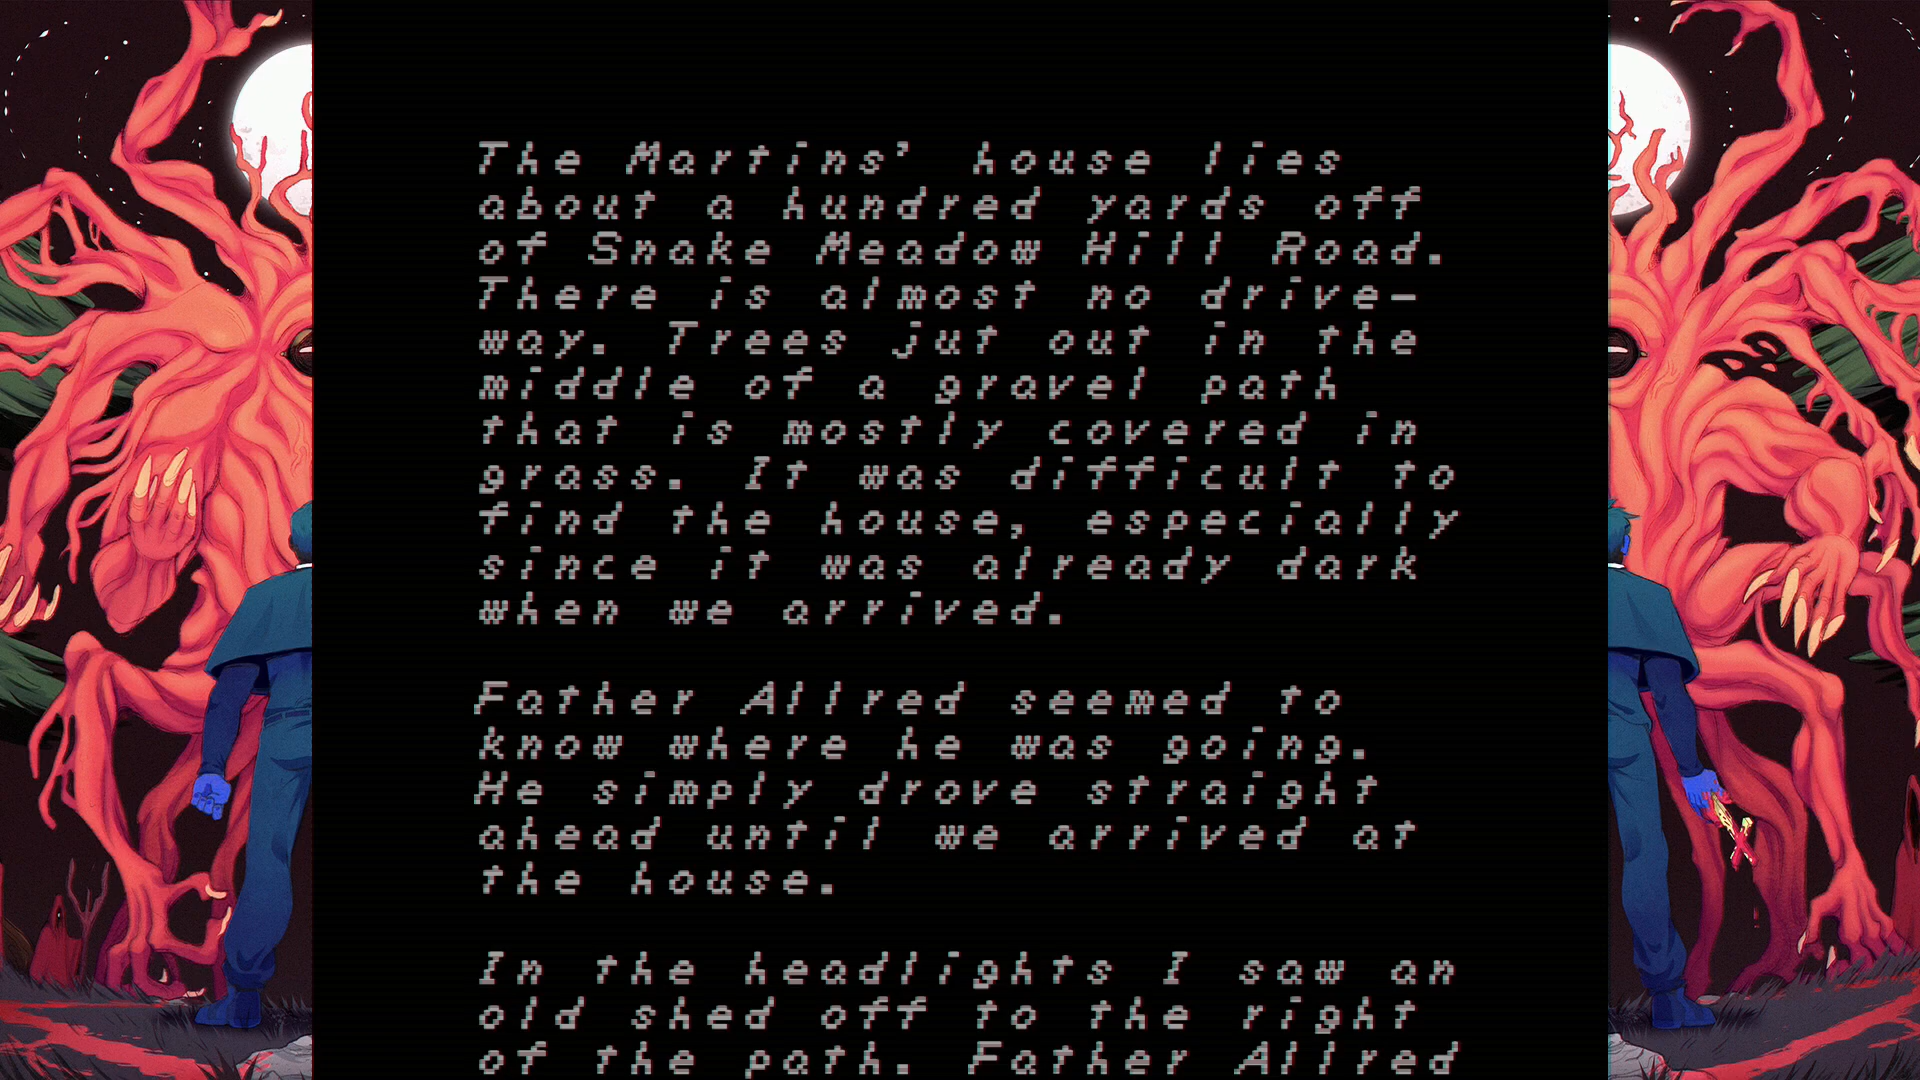 The Martins’ house lies
about a hundred yards off
of Snake Meadow Hill Road.
There is almost no drive-
way. Trees jut out in the
middle of a gravel path
that is mostly covered in
grass. It was difficult to
find the house, especially
since it was already dark
when we arrived.
Father Allred seemed to
know where he was going.
He simply drove straight
ahead until we arrived at
the house.
In the headlights I saw an
old shed off to the right
of the path. Father Allred